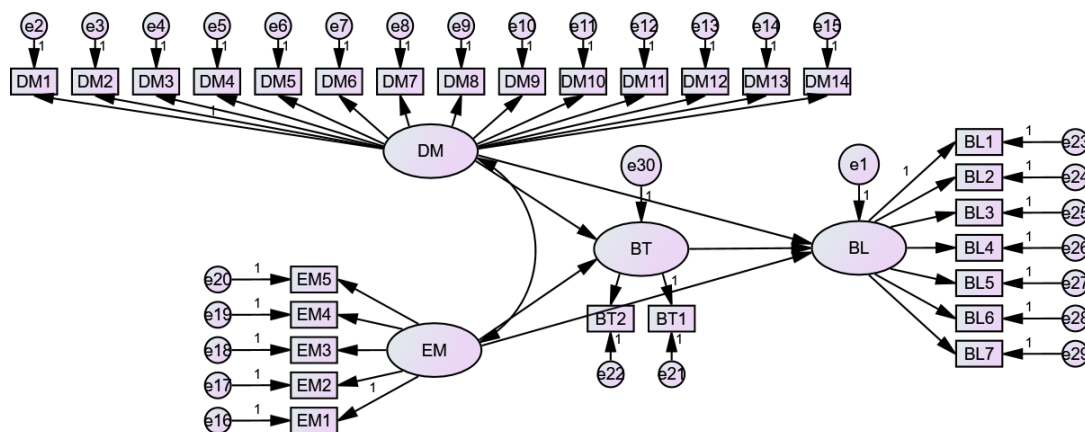 e2 e3 e4 e5 e6 e7 e8 e9 e10 e11 e12 e13 e14 e15
1 1 1 1 1 1 1 1 1 1 1 1 1 1
DM1 DM2 DM3 DM4 DM5 DM6 DM7 DM8 DM9 DM10 DM11 DM12 DM13 DM14
1
DM
e30
1
BT
e1
1
BL
1
BL1 1 e23
BL2 1 e24
BL3 1 e25
BL4 1 e26
BL5 1 e27
BL6 1 e28
BL7 1 e29
1
BT2 BT1
1 1
e22 e21
e20 1 EM5
e19 1 EM4
e18 1 EM3
e17 1 EM2
e16 1 EM1
EM
1